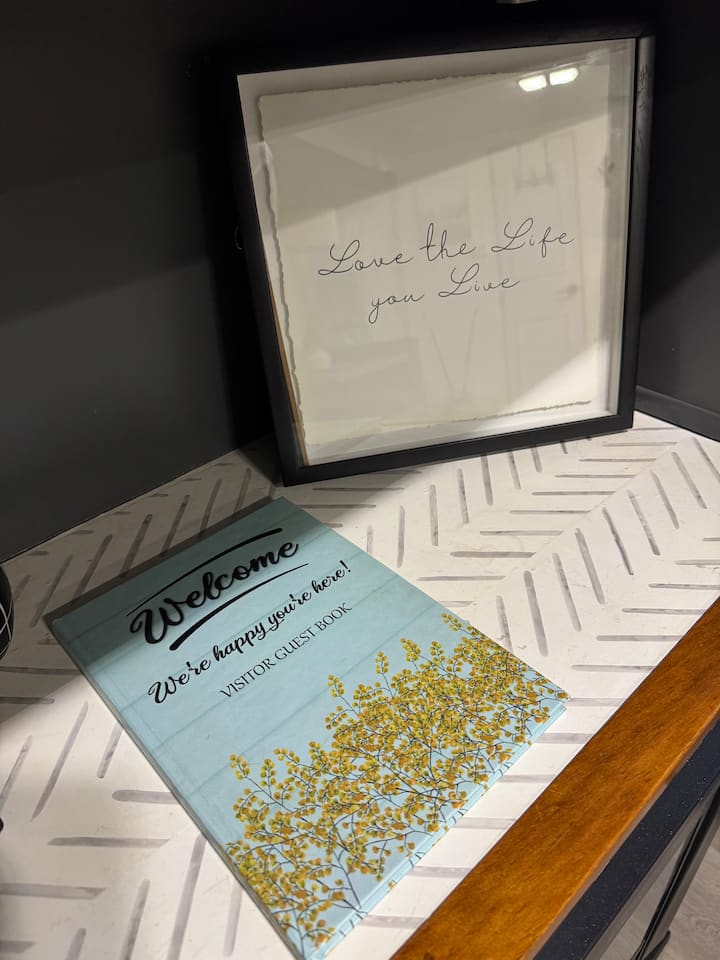 Love the Life
you Live
Welcome
We're happy you're here!
VISITOR GUEST BOOK